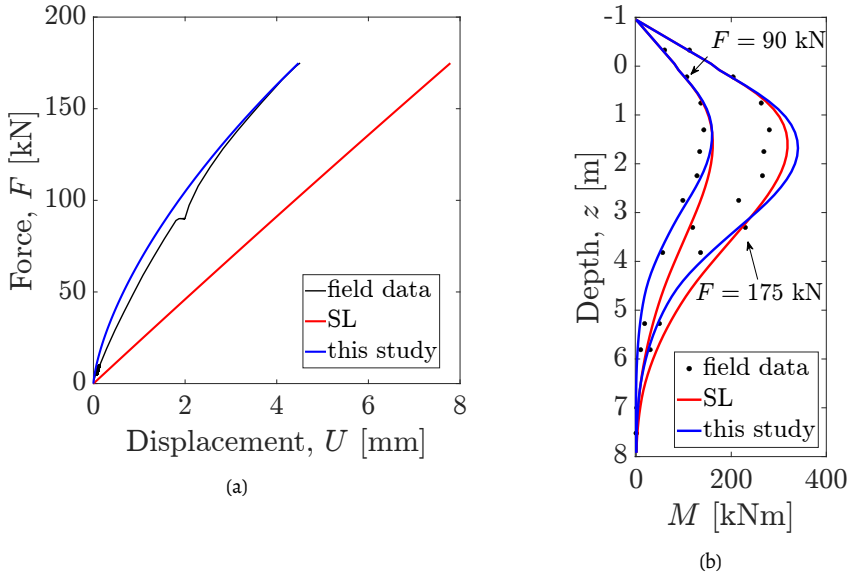 200
150
100
50
0
Force, F [kN]
field data
SL
this study
0
2
4
6
8
Displacement, U [mm]
(a)
-1
0
1
2
3
4
5
6
7
8
Depth, z [m]
F = 90 kN
F = 175 kN
field data
SL
this study
0
200
400
M [kNm]
(b)